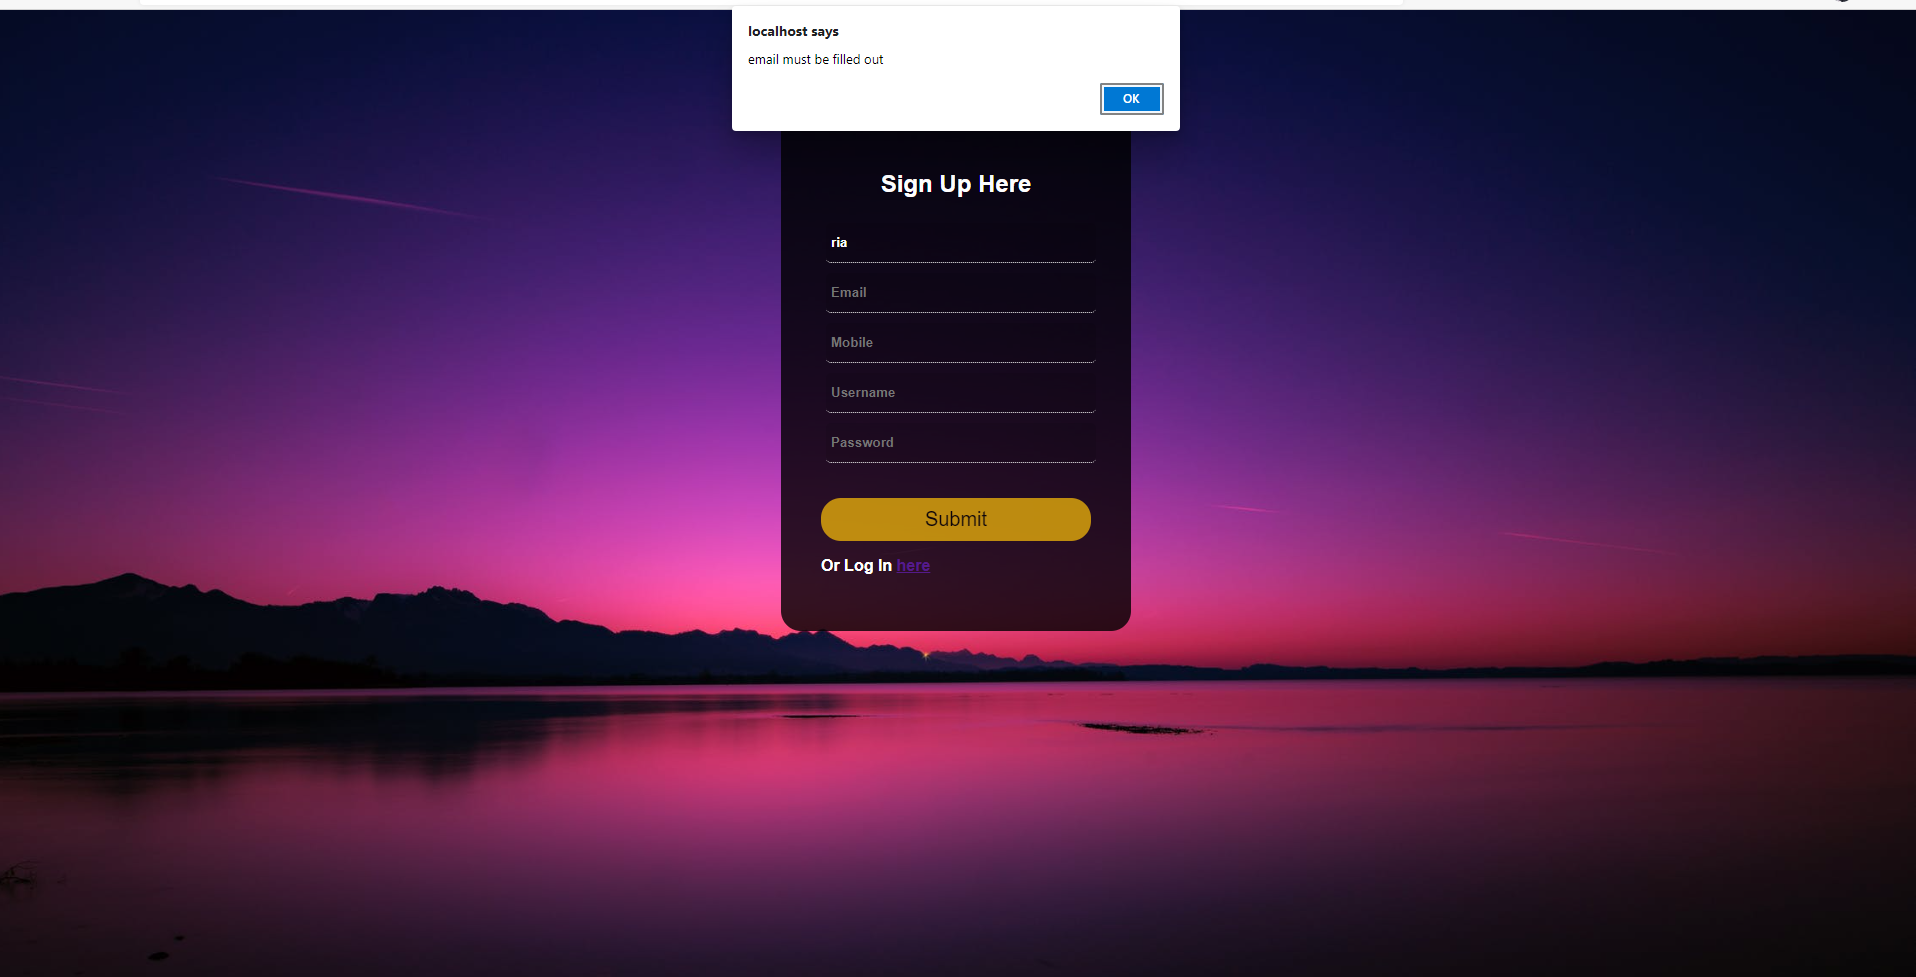 localhost says
email must be filled out
OK
Sign Up Here
ria
Email
Mobile
Username
Password
Submit
Or Log In here